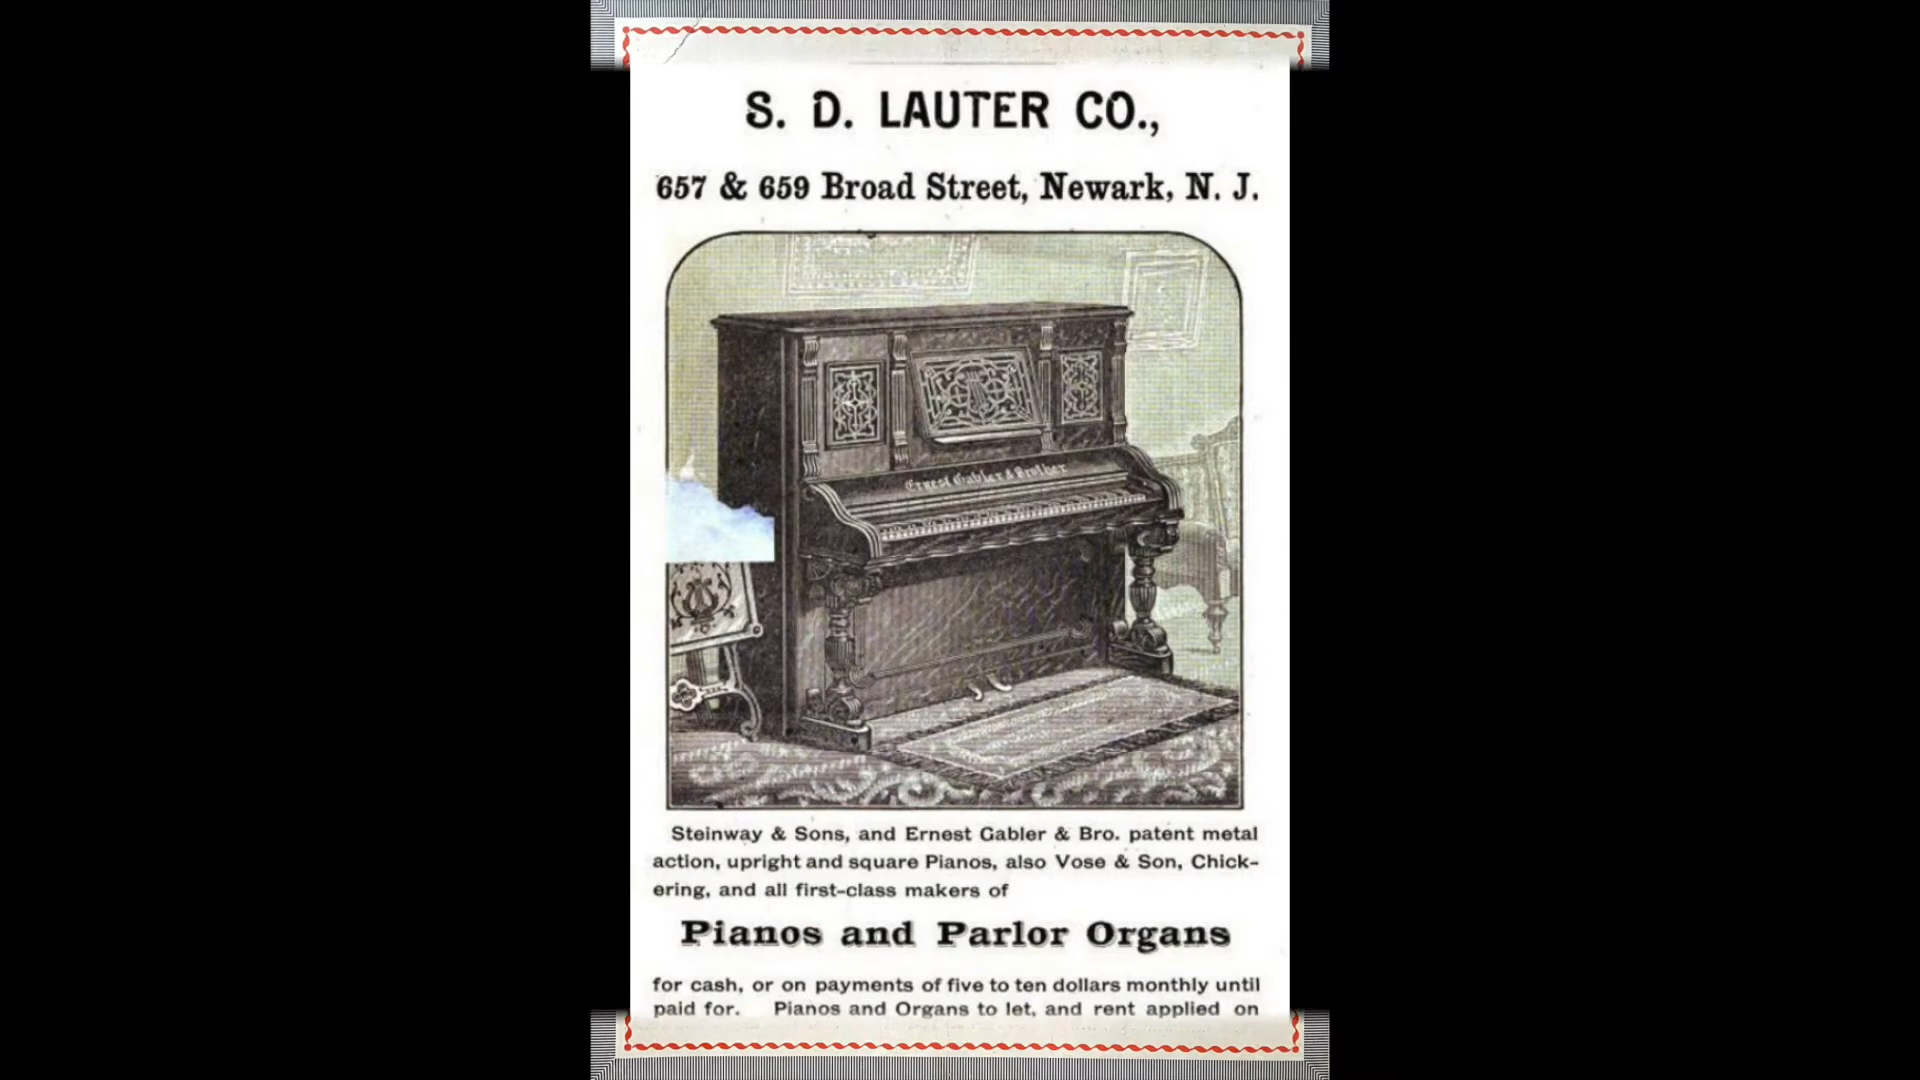 S. D. LAUTER CO.,
657 & 659 Broad Street, Newark, N. J.
Ernest Gabler & Brother
Steinway & Sons, and Ernest Gabler & Bro. patent metal
action, upright and square Pianos, also Vose & Son, Chick-
ering, and all first-class makers of
Pianos and Parlor Organs
for cash, or on payments of five to ten dollars monthly until
paid for. Pianos and Organs to let, and rent applied on